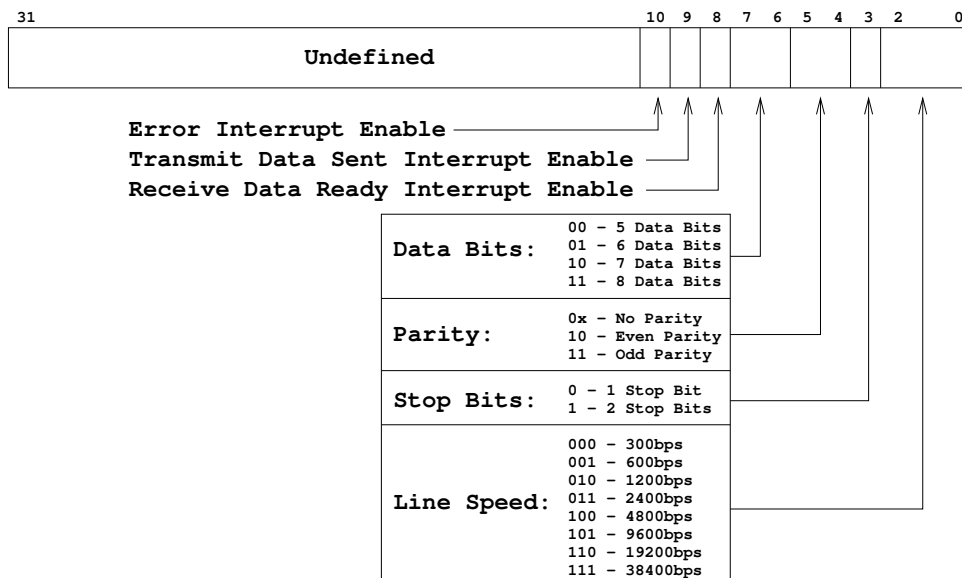 31 10 9 8 7 6 5 4 3 2 0
Undefined
Error Interrupt Enable
Transmit Data Sent Interrupt Enable
Receive Data Ready Interrupt Enable
Data Bits:
00 – 5 Data Bits
01 – 6 Data Bits
10 – 7 Data Bits
11 – 8 Data Bits
Parity:
0x – No Parity
10 – Even Parity
11 – Odd Parity
Stop Bits:
0 – 1 Stop Bit
1 – 2 Stop Bits
Line Speed:
000 – 300bps
001 – 600bps
010 – 1200bps
011 – 2400bps
100 – 4800bps
101 – 9600bps
110 – 19200bps
111 – 38400bps